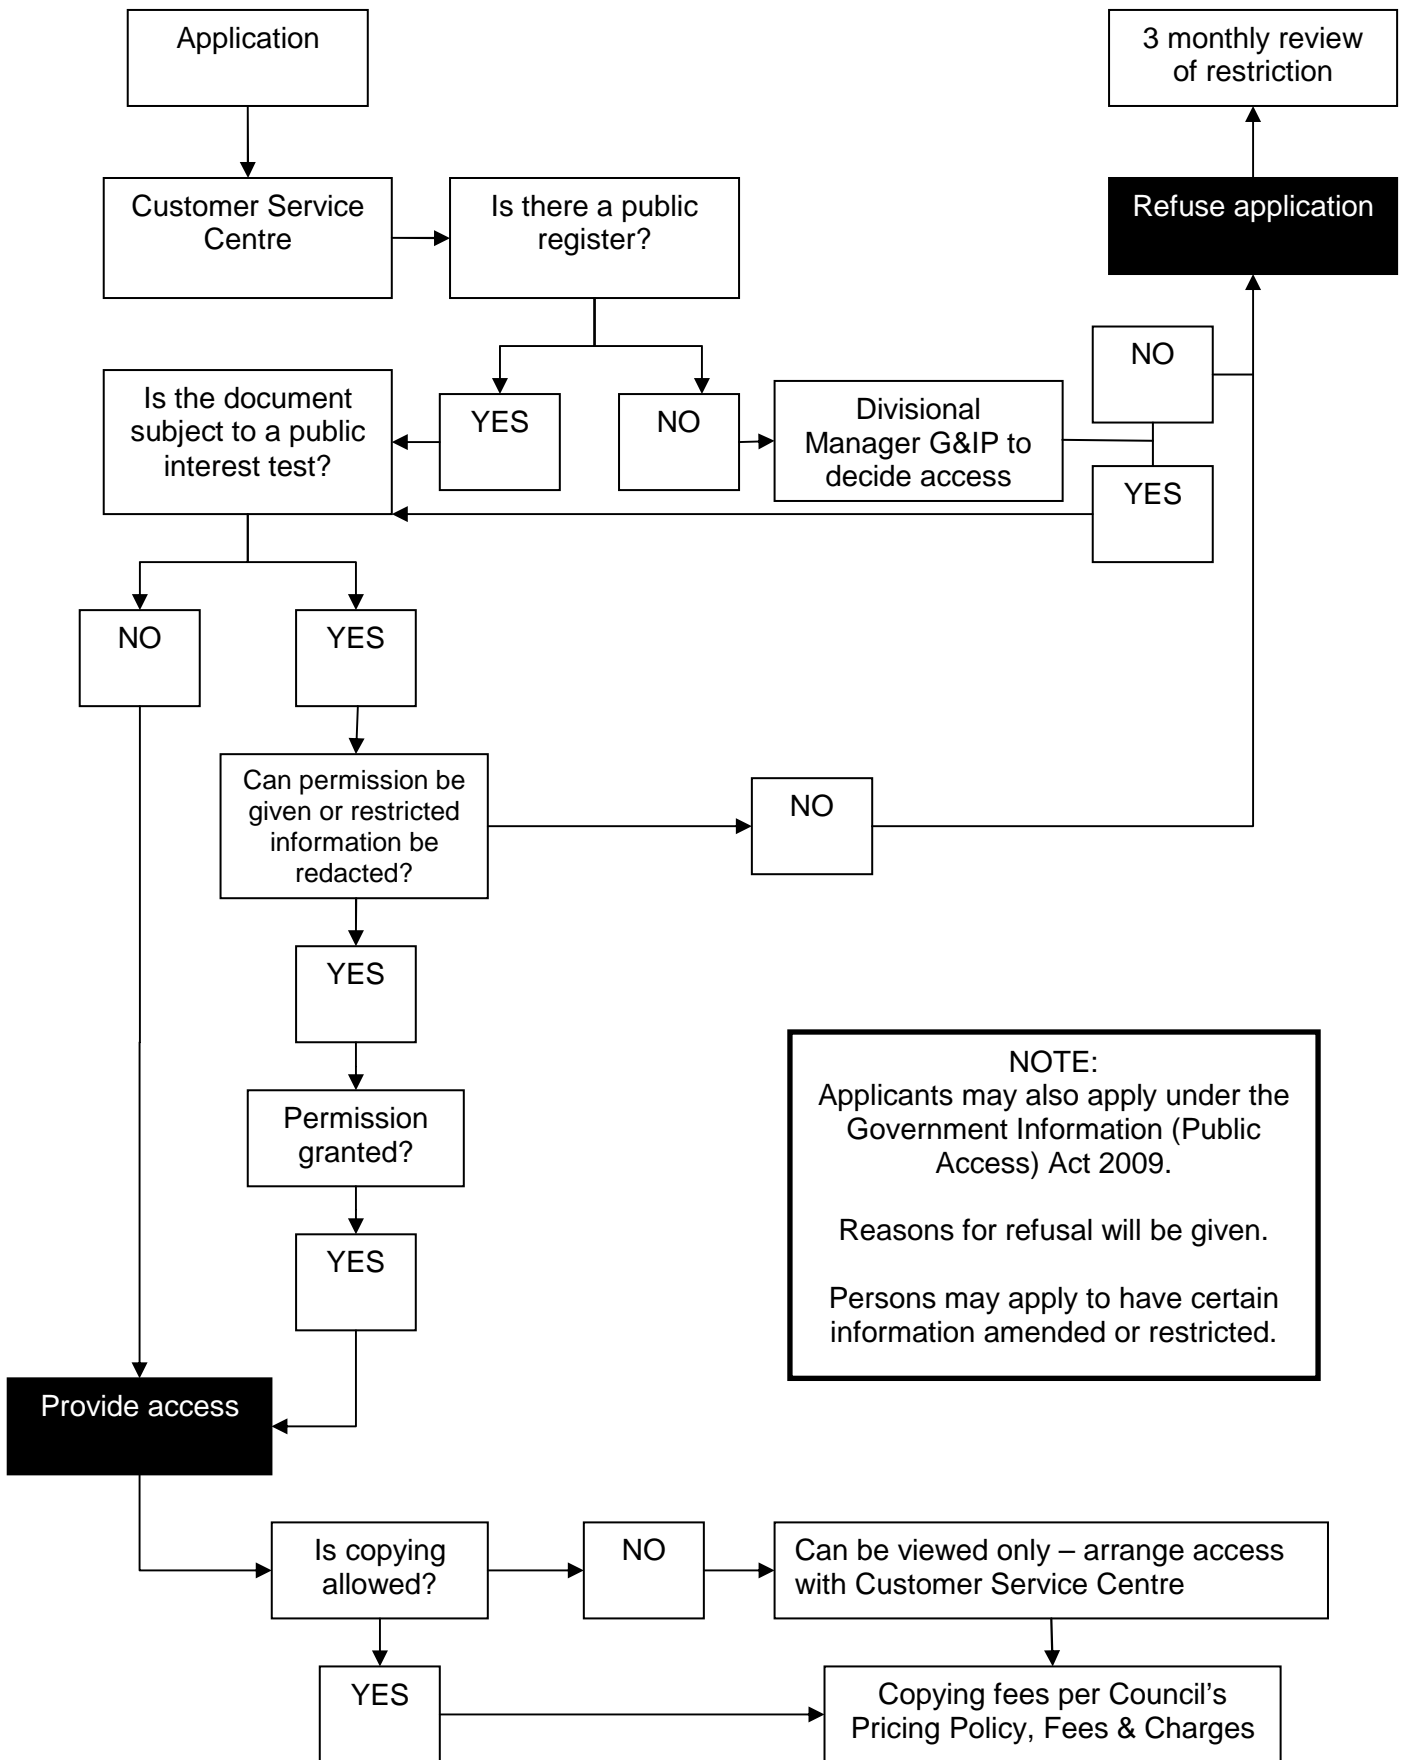 Application
3 monthly review
of restriction
Customer Service
Centre
Is there a public
register?
Refuse application
NO
Is the document
subject to a public
interest test?
YES
NO
Divisional
Manager G&IP to
decide access
YES
NO
YES
Can permission be
given or restricted
information be
redacted?
NO
YES
Permission
granted?
YES
NOTE:
Applicants may also apply under the
Government Information (Public
Access) Act 2009.
Reasons for refusal will be given.
Persons may apply to have certain
information amended or restricted.
Provide access
Is copying
allowed?
NO
Can be viewed only – arrange access
with Customer Service Centre
YES
Copying fees per Council’s
Pricing Policy, Fees & Charges